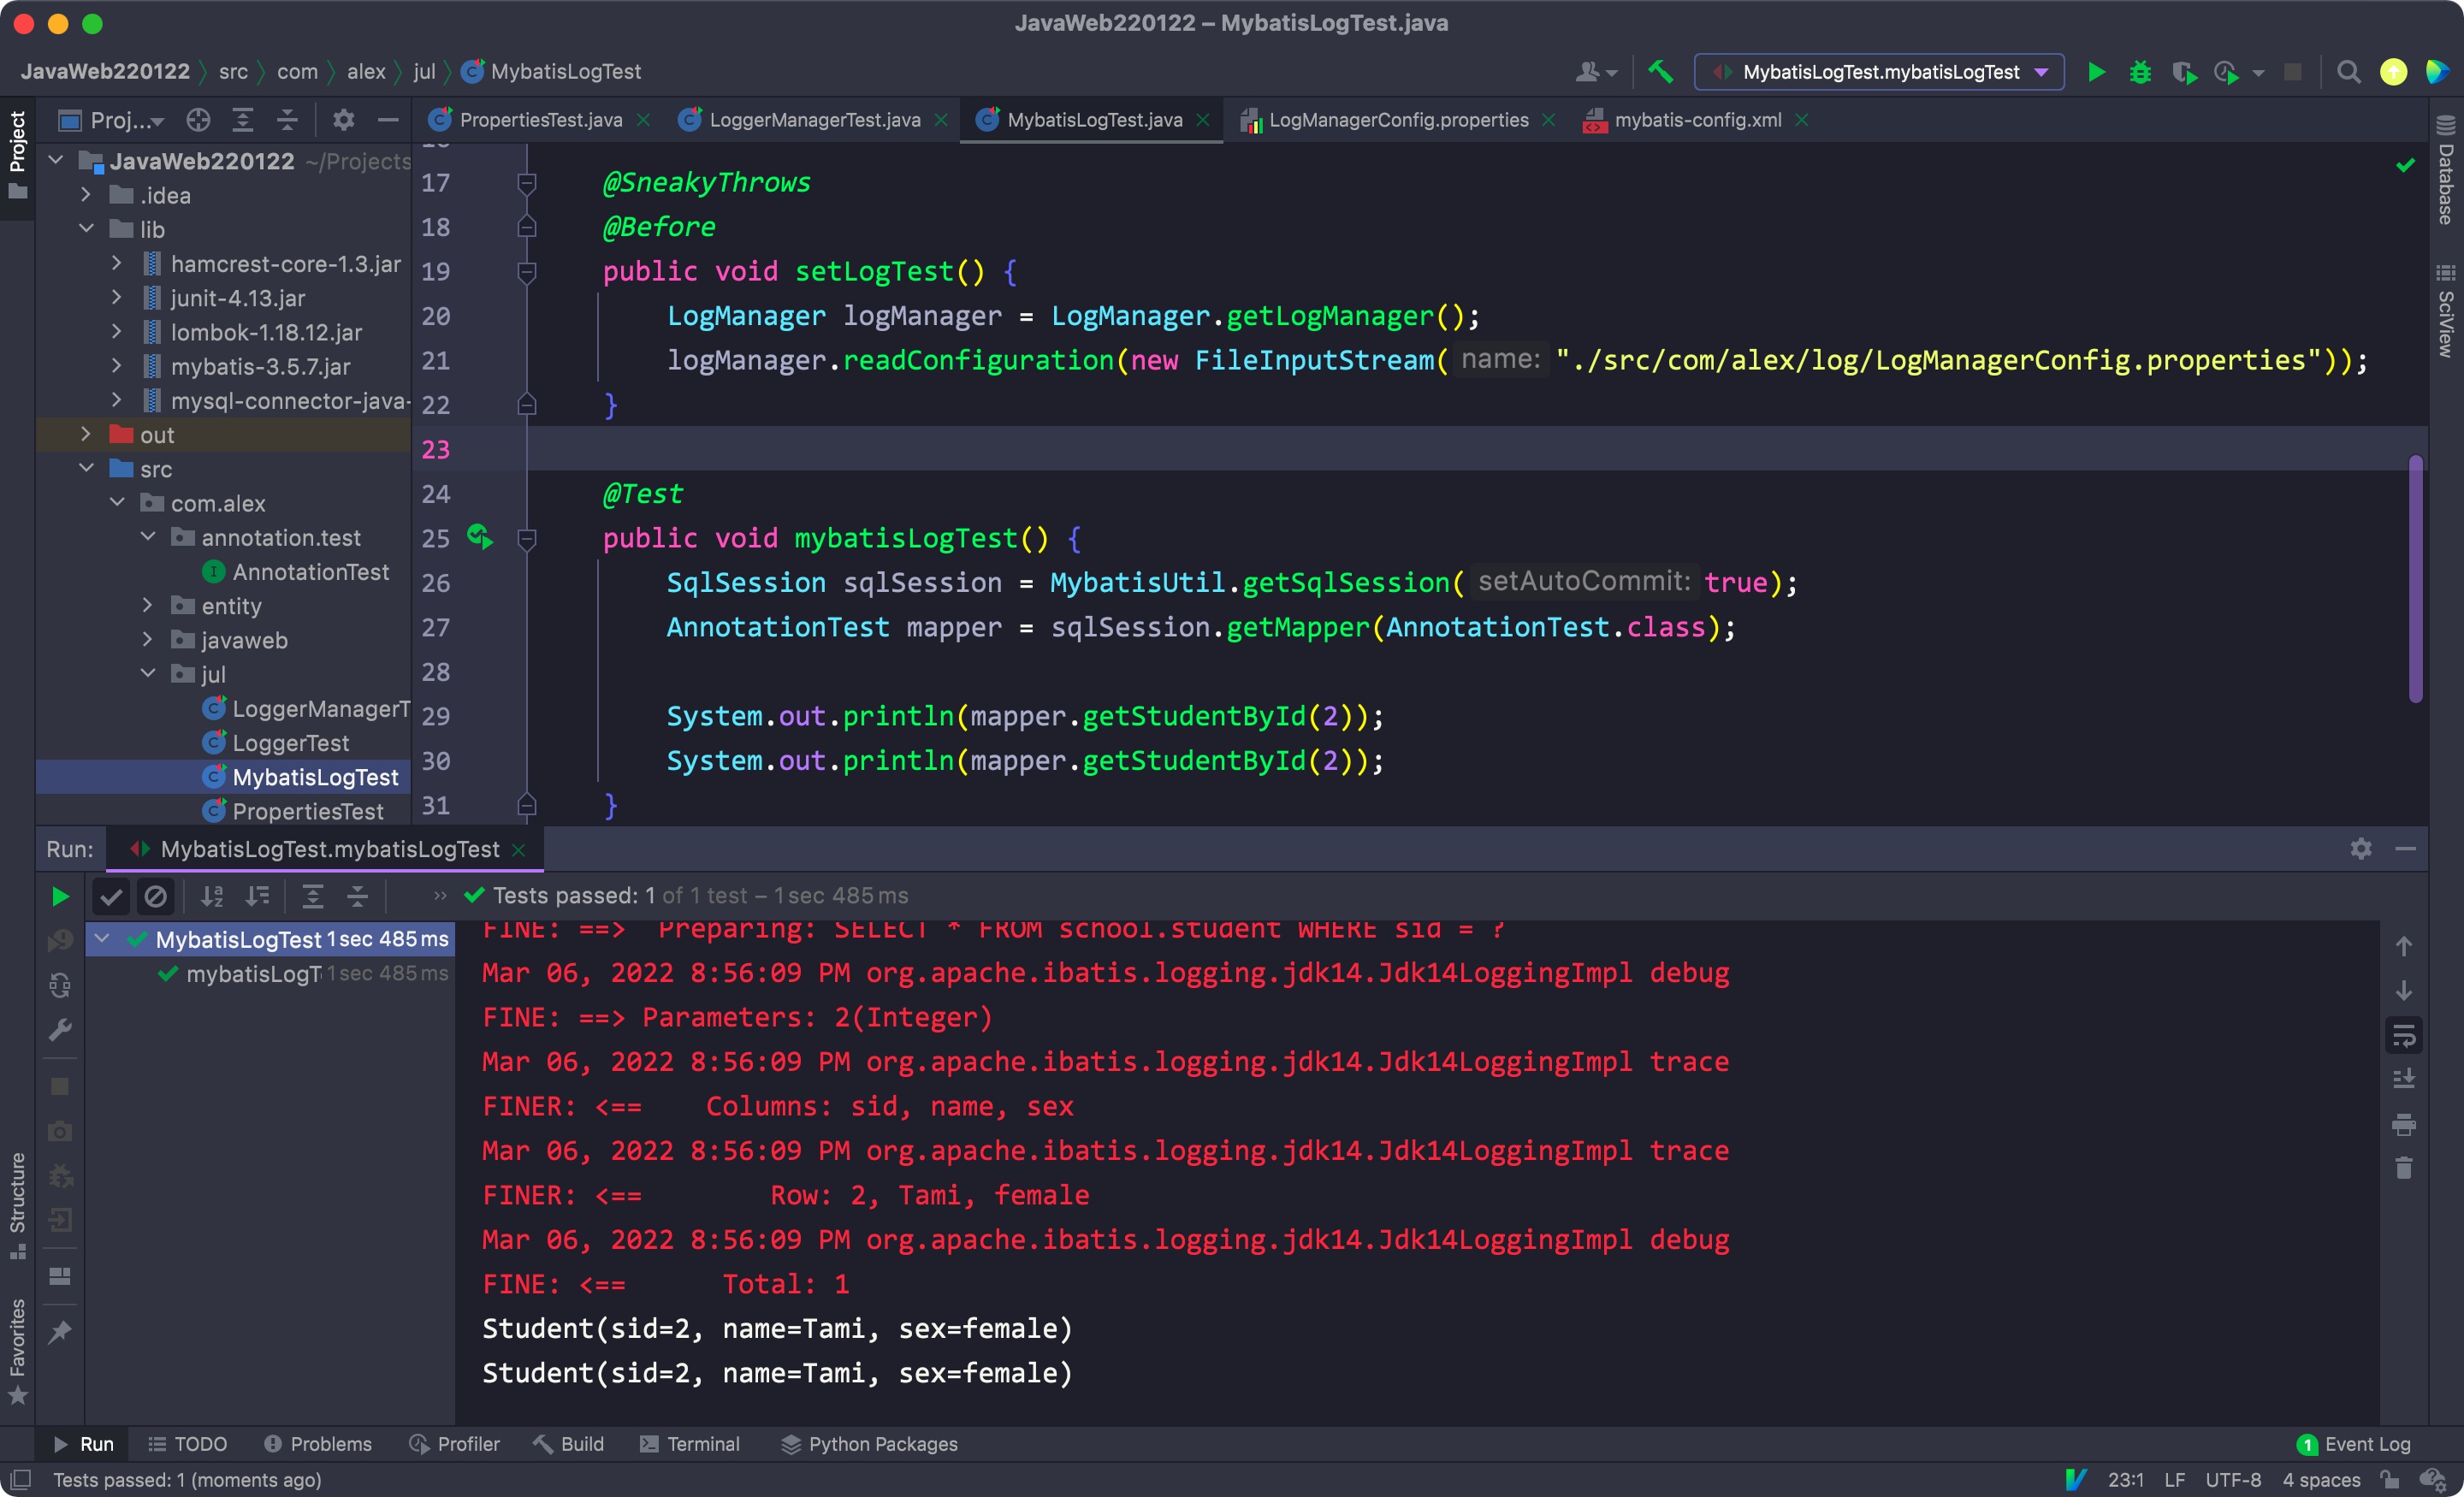 JavaWeb220122 – MybatisLogTest.java
JavaWeb220122 src com alex jul MybatisLogTest
MybatisLogTest.mybatisLogTest
Project
Proj...
PropertiesTest.java
LoggerManagerTest.java
MybatisLogTest.java
LogManagerConfig.properties
mybatis-config.xml
JavaWeb220122 ~/Projects
.idea
lib
hamcrest-core-1.3.jar
junit-4.13.jar
lombok-1.18.12.jar
mybatis-3.5.7.jar
mysql-connector-java-
out
src
com.alex
annotation.test
AnnotationTest
entity
javaweb
jul
LoggerManagerT
LoggerTest
MybatisLogTest
PropertiesTest
17 @SneakyThrows
18 @Before
19 public void setLogTest() {
20 LogManager logManager = LogManager.getLogManager();
21 logManager.readConfiguration(new FileInputStream( name: "./src/com/alex/log/LogManagerConfig.properties"));
22 }
23
24 @Test
25 public void mybatisLogTest() {
26 SqlSession sqlSession = MybatisUtil.getSqlSession( setAutoCommit: true);
27 AnnotationTest mapper = sqlSession.getMapper(AnnotationTest.class);
28
29 System.out.println(mapper.getStudentById(2));
30 System.out.println(mapper.getStudentById(2));
31 }
Database
SciView
Run: MybatisLogTest.mybatisLogTest
Tests passed: 1 of 1 test – 1 sec 485 ms
MybatisLogTest 1 sec 485 ms
mybatisLogT 1 sec 485 ms
FINE: ==>  Preparing: SELECT * FROM school.student WHERE sid = ?
Mar 06, 2022 8:56:09 PM org.apache.ibatis.logging.jdk14.Jdk14LoggingImpl debug
FINE: ==> Parameters: 2(Integer)
Mar 06, 2022 8:56:09 PM org.apache.ibatis.logging.jdk14.Jdk14LoggingImpl trace
FINER: <==    Columns: sid, name, sex
Mar 06, 2022 8:56:09 PM org.apache.ibatis.logging.jdk14.Jdk14LoggingImpl trace
FINER: <==        Row: 2, Tami, female
Mar 06, 2022 8:56:09 PM org.apache.ibatis.logging.jdk14.Jdk14LoggingImpl debug
FINE: <==      Total: 1
Student(sid=2, name=Tami, sex=female)
Student(sid=2, name=Tami, sex=female)
Structure
Favorites
Run TODO Problems Profiler Build Terminal Python Packages 1 Event Log
Tests passed: 1 (moments ago) 23:1 LF UTF-8 4 spaces